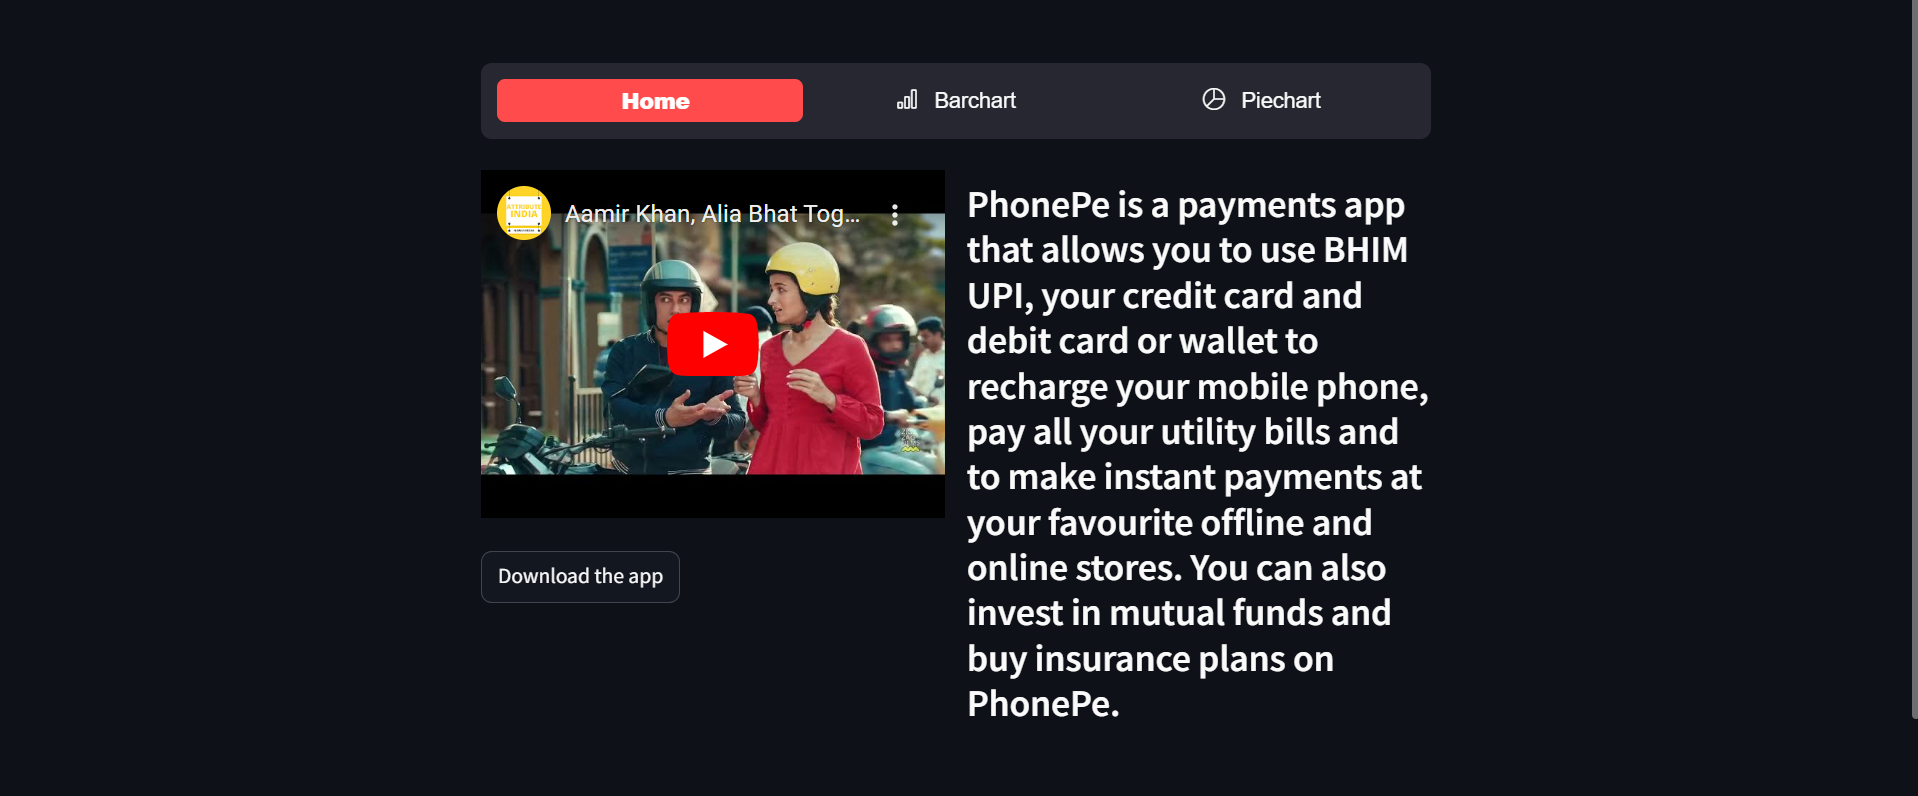 Home
Barchart
Piechart
ATTRIBUTE
INDIA
Aamir Khan, Alia Bhat Tog...
PhonePe is a payments app
that allows you to use BHIM
UPI, your credit card and
debit card or wallet to
recharge your mobile phone,
pay all your utility bills and
to make instant payments at
your favourite offline and
online stores. You can also
invest in mutual funds and
buy insurance plans on
PhonePe.
Download the app